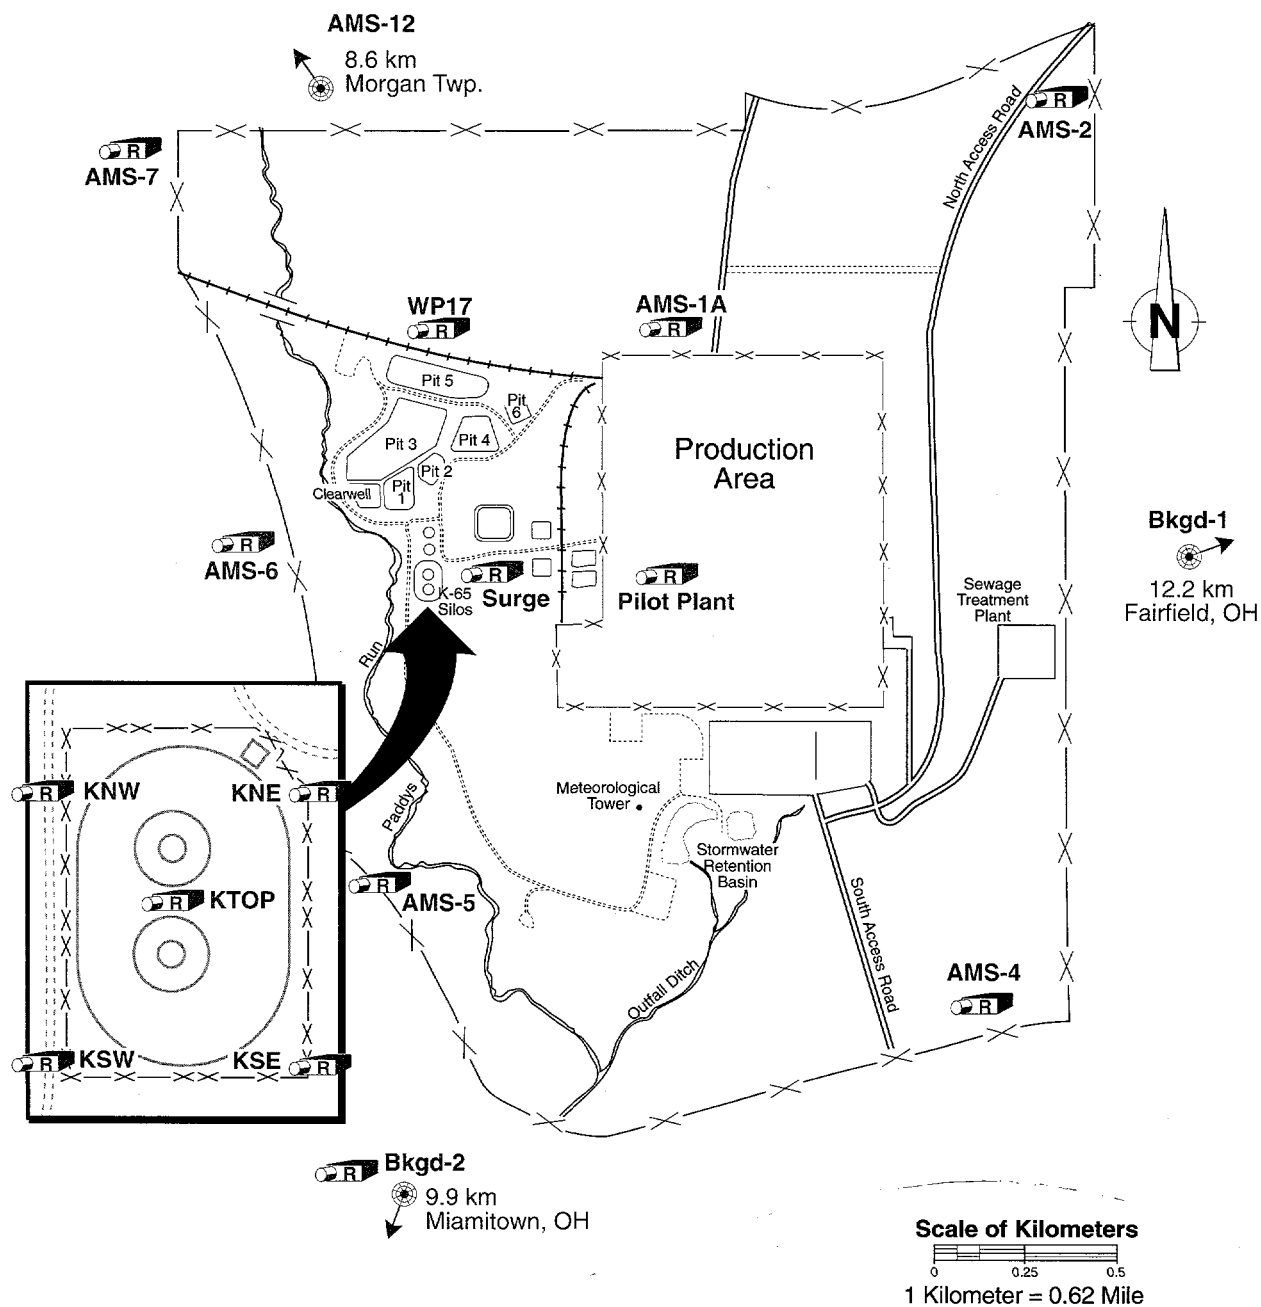 AMS-12
8.6 km
Morgan Twp.
R
AMS-7
R
AMS-2
North Access Road
WP17
R
AMS-1A
R
N
Pit 5
Pit
6
Pit 3
Pit 4
Pit 2
Pit
1
Clearwell
Production
Area
R
AMS-6
Bkgd-1
12.2 km
Fairfield, OH
R
Surge
K-65
Silos
R
Pilot Plant
Sewage
Treatment
Plant
Run
Paddys
KNW
R
KNE
R
R
KTOP
KSW
R
KSE
R
Meteorological
Tower
Stormwater
Retention
Basin
R
AMS-5
South Access Road
Outfall Ditch
AMS-4
R
R
Bkgd-2
9.9 km
Miamitown, OH
Scale of Kilometers
0 0.25 0.5
1 Kilometer = 0.62 Mile